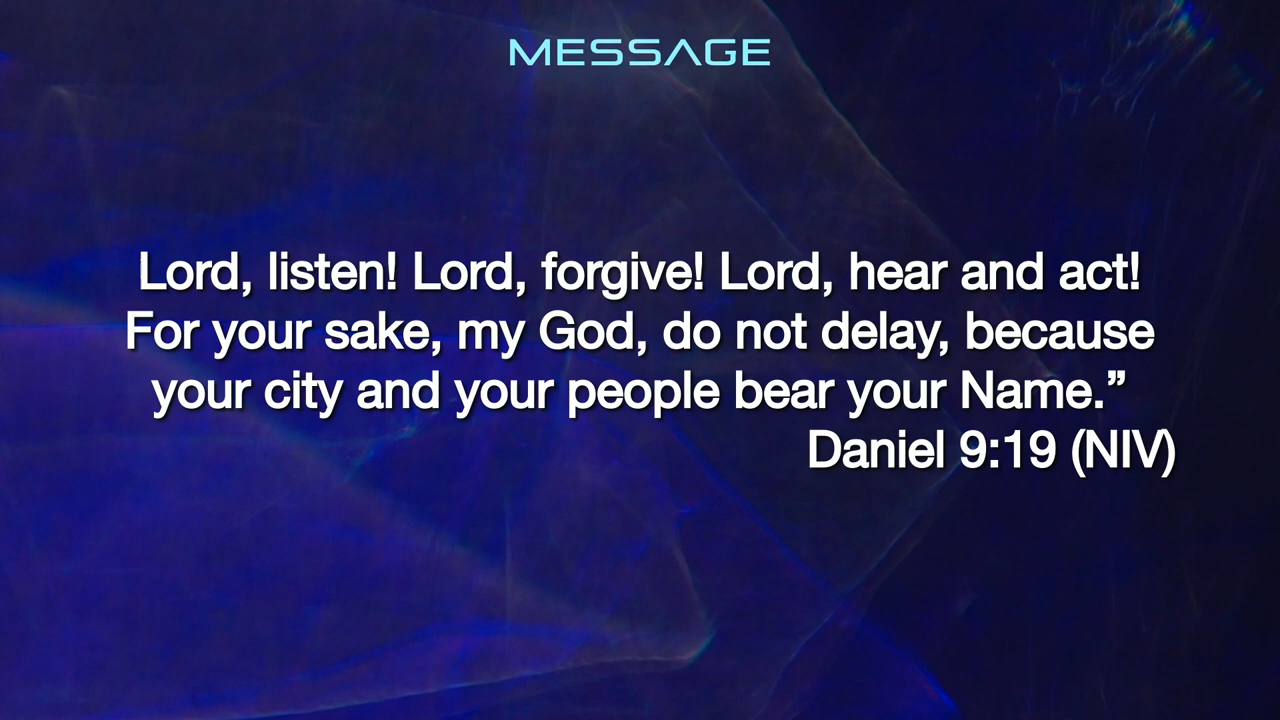 MESSAGE
Lord, listen! Lord, forgive! Lord, hear and act!
For your sake, my God, do not delay, because
your city and your people bear your Name.”
Daniel 9:19 (NIV)